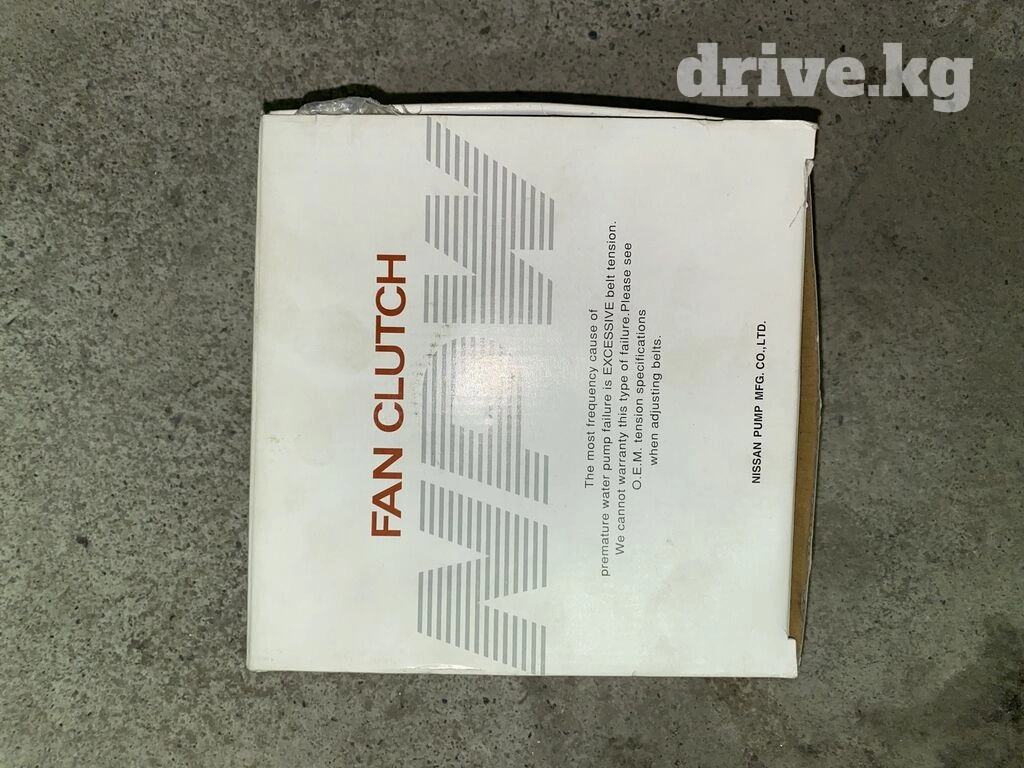 drive.kg
FAN CLUTCH
NPW
The most frequency cause of
premature water pump failure is EXCESSIVE belt tension.
We cannot warranty this type of failure.Please see
O.E.M. tension specifications
when adjusting belts.
NISSAN PUMP MFG. CO.,LTD.